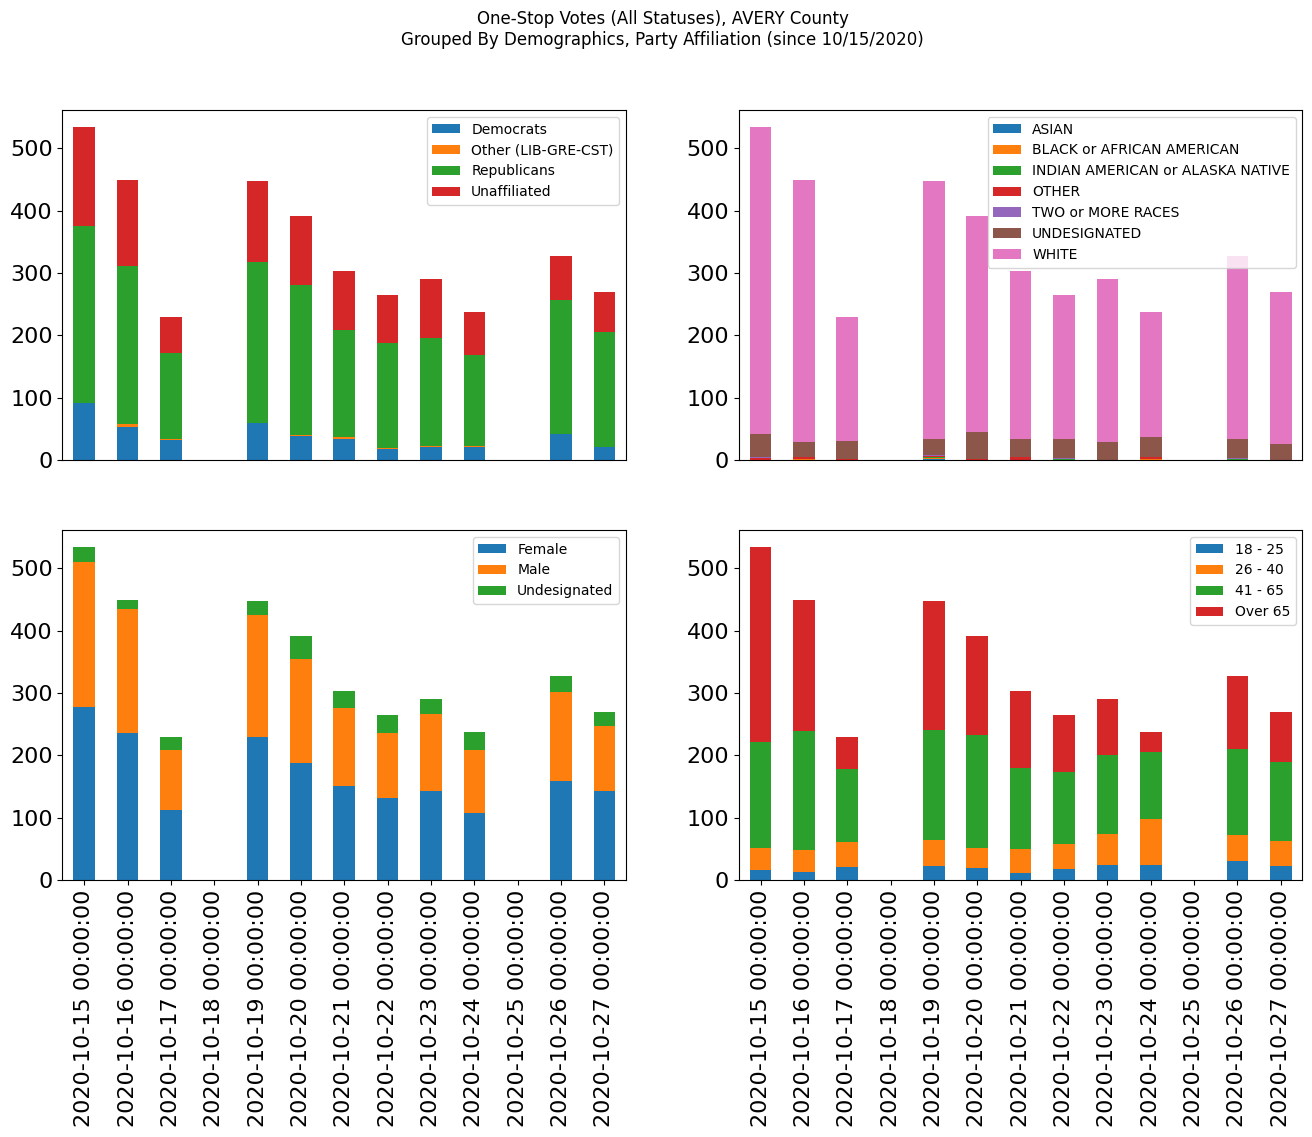 One-Stop Votes (All Statuses), AVERY County
Grouped By Demographics, Party Affiliation (since 10/15/2020)
500
400
300
200
100
0
Democrats
Other (LIB-GRE-CST)
Republicans
Unaffiliated
500
400
300
200
100
0
ASIAN
BLACK or AFRICAN AMERICAN
INDIAN AMERICAN or ALASKA NATIVE
OTHER
TWO or MORE RACES
UNDESIGNATED
WHITE
500
400
300
200
100
0
Female
Male
Undesignated
2020-10-15 00:00:00
2020-10-16 00:00:00
2020-10-17 00:00:00
2020-10-18 00:00:00
2020-10-19 00:00:00
2020-10-20 00:00:00
2020-10-21 00:00:00
2020-10-22 00:00:00
2020-10-23 00:00:00
2020-10-24 00:00:00
2020-10-25 00:00:00
2020-10-26 00:00:00
2020-10-27 00:00:00
500
400
300
200
100
0
18 - 25
26 - 40
41 - 65
Over 65
2020-10-15 00:00:00
2020-10-16 00:00:00
2020-10-17 00:00:00
2020-10-18 00:00:00
2020-10-19 00:00:00
2020-10-20 00:00:00
2020-10-21 00:00:00
2020-10-22 00:00:00
2020-10-23 00:00:00
2020-10-24 00:00:00
2020-10-25 00:00:00
2020-10-26 00:00:00
2020-10-27 00:00:00